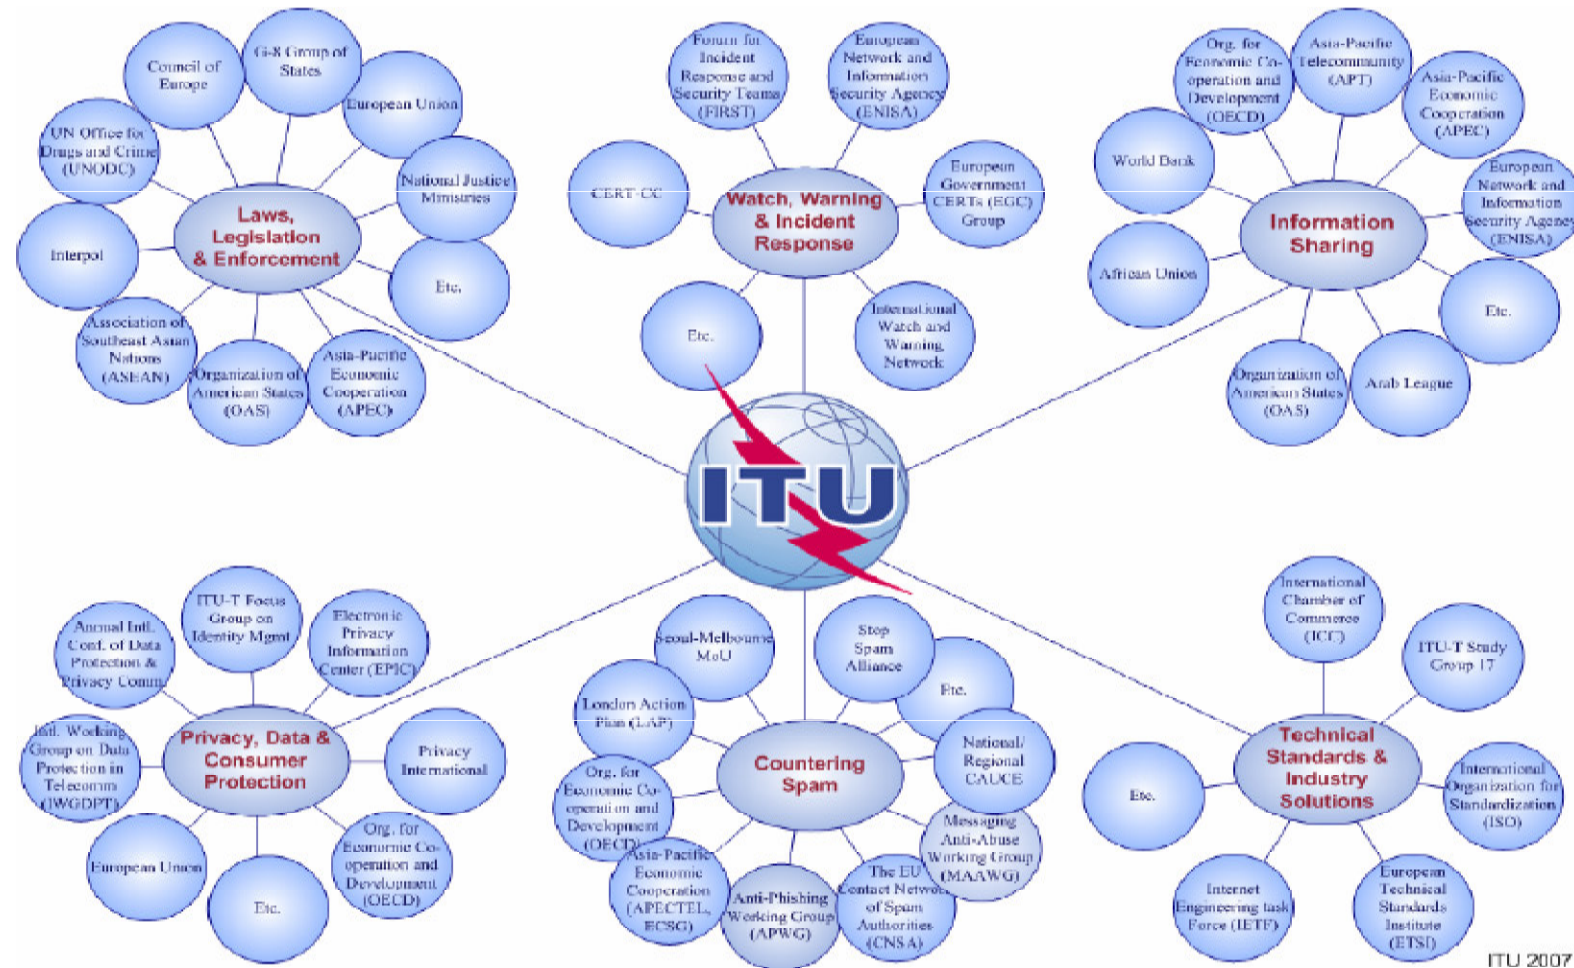 G-8 Group of
States
Council of
Europe
European Union
UN Office for
Drugs and Crime
(UNODC)
National Justice
Ministries
Laws,
Legislation
& Enforcement
Interpol
Etc.
Association of
Southeast Asian
Nations
(ASEAN)
Organization of
American States
(OAS)
Asia-Pacific
Economic
Cooperation
(APEC)
Forum for
Incident
Response and
Security Teams
(FIRST)
European
Network and
Information
Security Agency
(ENISA)
CERT-CC
European
Government
CERTs (EGC)
Group
Watch, Warning
& Incident
Response
Etc.
International
Watch and
Warning
Network
Org. for
Economic Co-
operation and
Development
(OECD)
Asia-Pacific
Telecommunity
(APT)
Asia-Pacific
Economic
Cooperation
(APEC)
World Bank
European
Network and
Information
Security Agency
(ENISA)
Information
Sharing
African Union
Etc.
Organization of
American States
(OAS)
Arab League
ITU
Annual Intl.
Conf. of Data
Protection &
Privacy Comm.
ITU-T Focus
Group on
Identity Mgmt
Electronic
Privacy
Information
Center (EPIC)
Intl. Working
Group on Data
Protection in
Telecomm
(IWGDPT)
Privacy, Data &
Consumer
Protection
Privacy
International
European Union
Etc.
Org. for
Economic Co-
operation and
Development
(OECD)
Seoul-Melbourne
MoU
Stop
Spam
Alliance
Etc.
London Action
Plan (LAP)
National/
Regional
CAUCE
Countering
Spam
Org. for
Economic Co-
operation and
Development
(OECD)
Messaging
Anti-Abuse
Working Group
(MAAWG)
Asia-Pacific
Economic
Cooperation
(APECTEL,
ECSG)
Anti-Phishing
Working Group
(APWG)
The EU
Contact Network
of Spam
Authorities
(CNSA)
International
Chamber of
Commerce
(ICC)
ITU-T Study
Group 17
Technical
Standards &
Industry
Solutions
Etc.
International
Organization for
Standardization
(ISO)
Internet
Engineering task
Force (IETF)
European
Technical
Standards
Institute
(ETSI)
ITU 2007